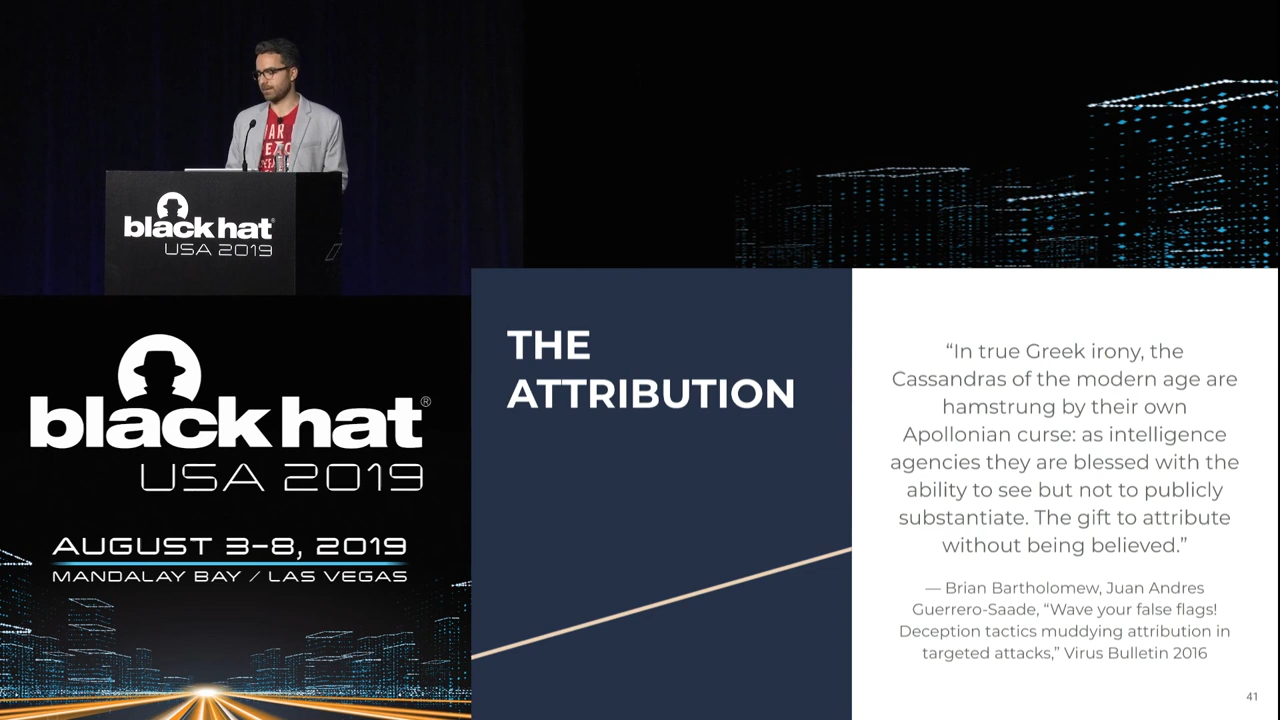 black hat®
USA 2019
black hat®
USA 2019
AUGUST 3-8, 2019
MANDALAY BAY / LAS VEGAS
THE
ATTRIBUTION
“In true Greek irony, the
Cassandras of the modern age are
hamstrung by their own
Apollonian curse: as intelligence
agencies they are blessed with the
ability to see but not to publicly
substantiate. The gift to attribute
without being believed.”
— Brian Bartholomew, Juan Andres
Guerrero-Saade, “Wave your false flags!
Deception tactics muddying attribution in
targeted attacks,” Virus Bulletin 2016
41